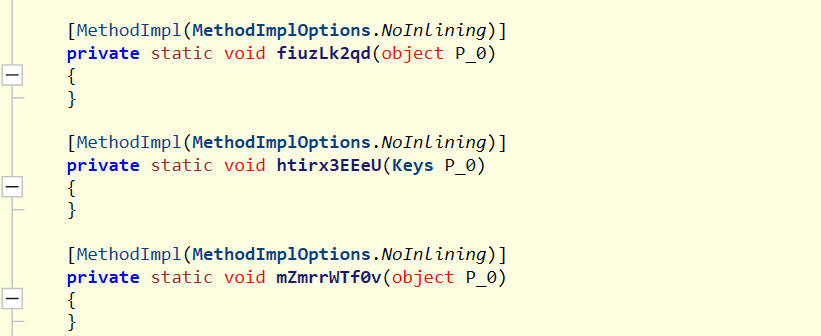 [MethodImpl(MethodImplOptions.NoInlining)]
private static void fiuzLk2qd(object P_0)
{
}
[MethodImpl(MethodImplOptions.NoInlining)]
private static void htirx3EEeU(Keys P_0)
{
}
[MethodImpl(MethodImplOptions.NoInlining)]
private static void mZmrrWTf0v(object P_0)
{
}